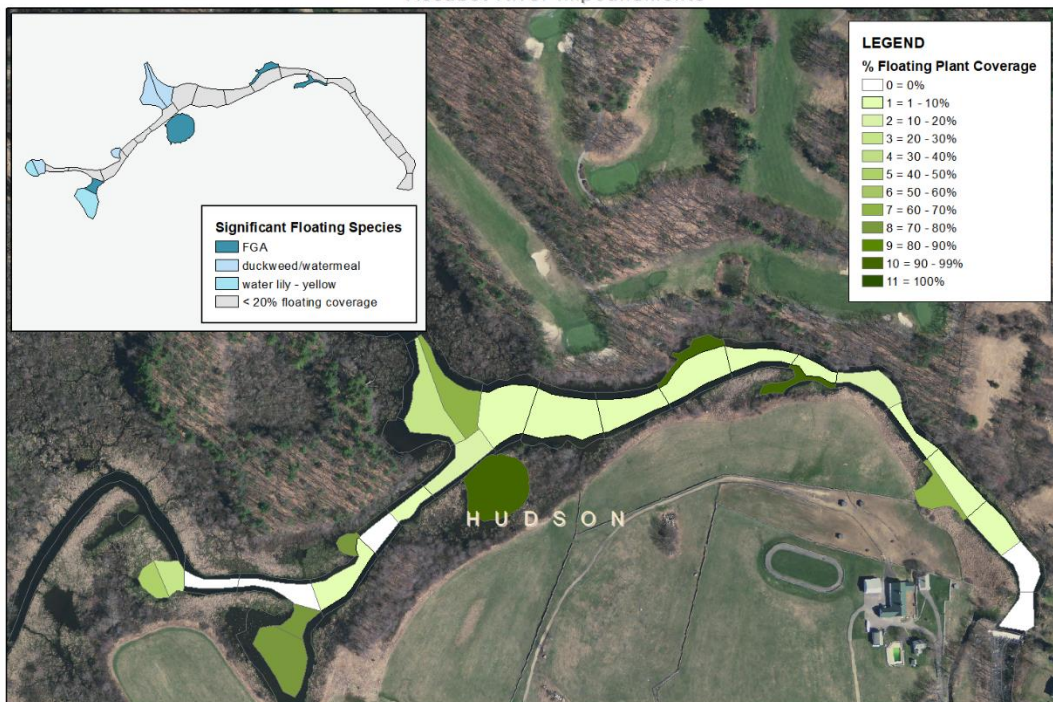 Significant Floating Species
FGA
duckweed/watermeal
water lily - yellow
< 20% floating coverage
LEGEND
% Floating Plant Coverage
0 = 0%
1 = 1 - 10%
2 = 10 - 20%
3 = 20 - 30%
4 = 30 - 40%
5 = 40 - 50%
6 = 50 - 60%
7 = 60 - 70%
8 = 70 - 80%
9 = 80 - 90%
10 = 90 - 99%
11 = 100%
HUDSON